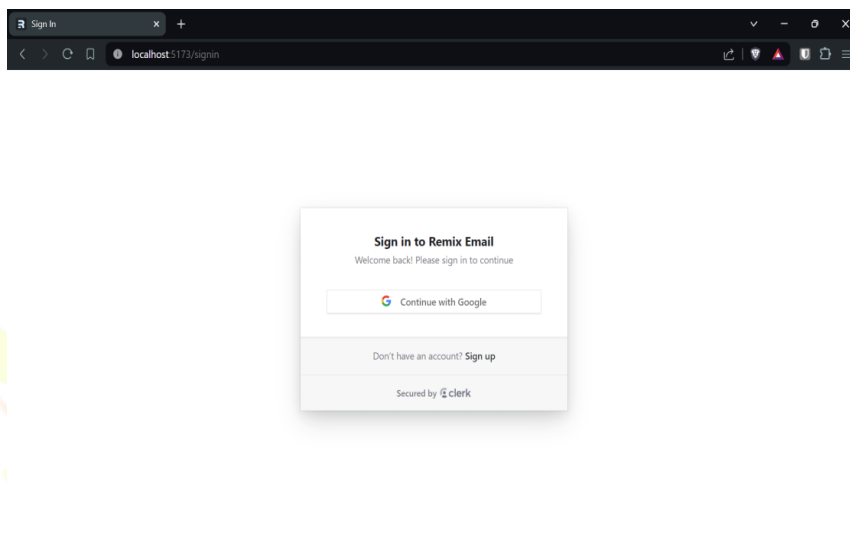 Sign In
localhost:5173/signin
Sign in to Remix Email
Welcome back! Please sign in to continue
Continue with Google
Don't have an account? Sign up
Secured by clerk